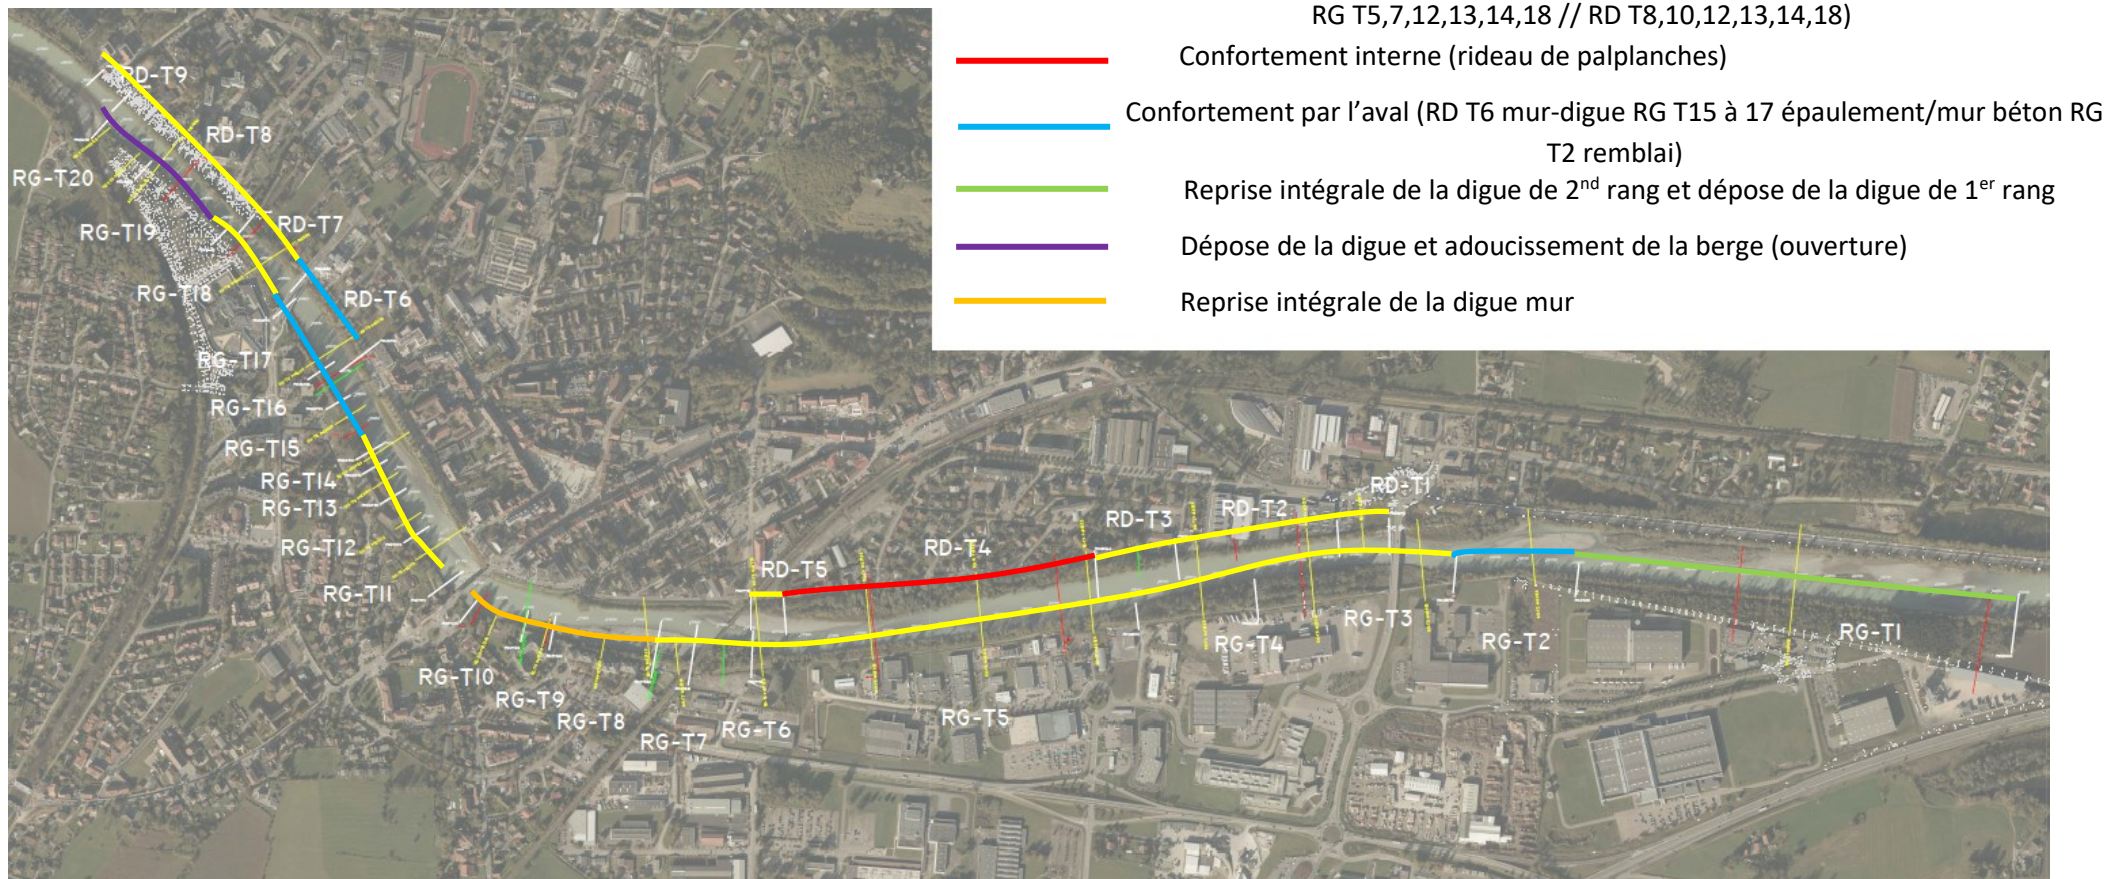 RG T5,7,12,13,14,18 // RD T8,10,12,13,14,18)
Confortement interne (rideau de palplanches)
Confortement par l’aval (RD T6 mur-digue RG T15 à 17 épaulement/mur béton RG
T2 remblai)
Reprise intégrale de la digue de 2nd rang et dépose de la digue de 1er rang
Dépose de la digue et adoucissement de la berge (ouverture)
Reprise intégrale de la digue mur
RD-T9
RD-T8
RG-T20
RD-T7
RG-T19
RG-T18
RD-T6
RG-T17
RG-T16
RG-T15
RG-T14
RG-T13
RG-T12
RG-T11
RD-T1
RD-T2
RD-T3
RD-T4
RD-T5
RG-T3
RG-T4
RG-T2
RG-T1
RG-T10
RG-T9
RG-T8
RG-T7
RG-T6
RG-T5